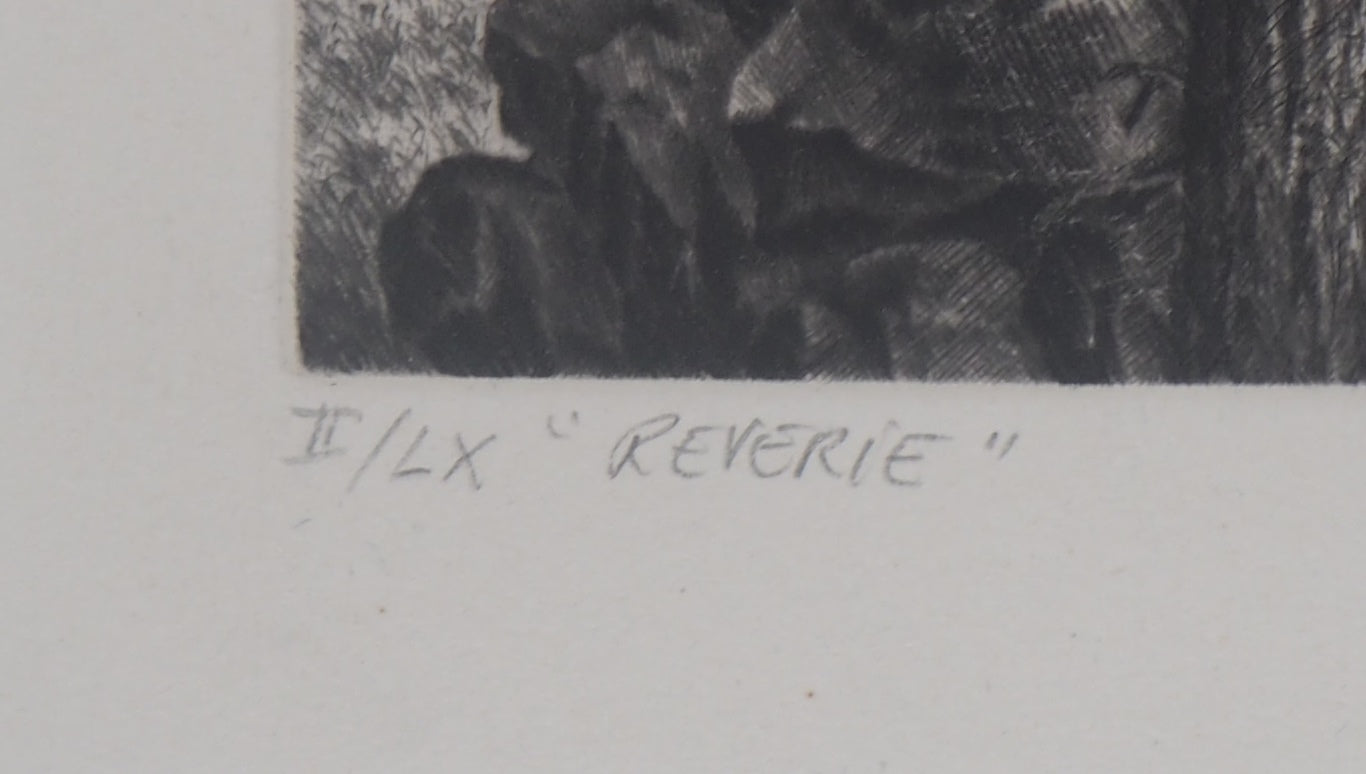 II/LX " REVERIE "